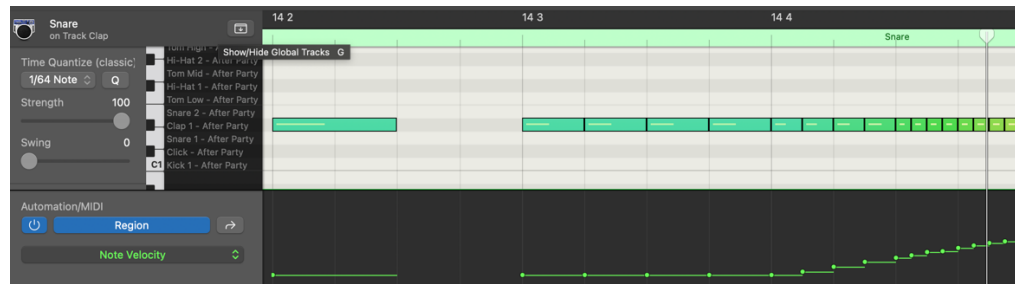 14 2
14 3
14 4
Snare
on Track Clap
Snare
Show/Hide Global Tracks G
Time Quantize (classic)
1/64 Note
Q
Strength
100
Swing
0
Hi-Hat 2 - After Party
Tom Mid - After Party
Hi-Hat 1 - After Party
Tom Low - After Party
Snare 2 - After Party
Clap 1 - After Party
Snare 1 - After Party
Click - After Party
C1
Kick 1 - After Party
Automation/MIDI
Region
Note Velocity